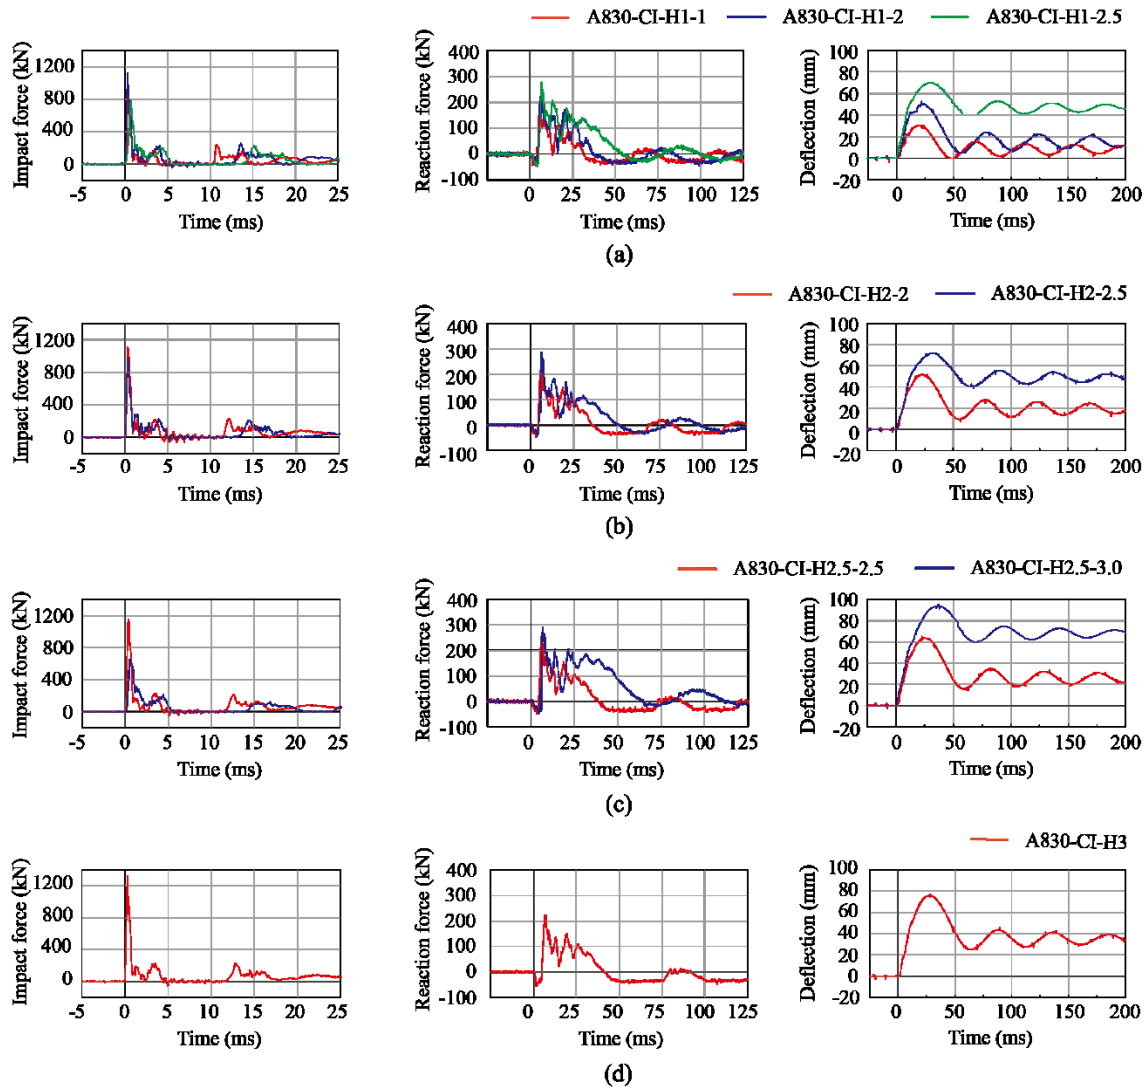 A830-CI-H1-1 A830-CI-H1-2 A830-CI-H1-2.5
Impact force (kN)
1200
800
400
0
-5 0 5 10 15 20 25
Time (ms)
Reaction force (kN)
400
300
200
100
0
-100
0 25 50 75 100 125
Time (ms)
Deflection (mm)
100
80
60
40
20
0
-20
0 50 100 150 200
Time (ms)
(a)
A830-CI-H2-2 A830-CI-H2-2.5
Impact force (kN)
1200
800
400
0
-5 0 5 10 15 20 25
Time (ms)
Reaction force (kN)
400
300
200
100
0
-100
0 25 50 75 100 125
Time (ms)
Deflection (mm)
100
80
60
40
20
0
-20
0 50 100 150 200
Time (ms)
(b)
A830-CI-H2.5-2.5 A830-CI-H2.5-3.0
Impact force (kN)
1200
800
400
0
-5 0 5 10 15 20 25
Time (ms)
Reaction force (kN)
400
300
200
100
0
-100
0 25 50 75 100 125
Time (ms)
Deflection (mm)
100
80
60
40
20
0
-20
0 50 100 150 200
Time (ms)
(c)
A830-CI-H3
Impact force (kN)
1200
800
400
0
-5 0 5 10 15 20 25
Time (ms)
Reaction force (kN)
400
300
200
100
0
-100
0 25 50 75 100 125
Time (ms)
Deflection (mm)
100
80
60
40
20
0
-20
0 50 100 150 200
Time (ms)
(d)